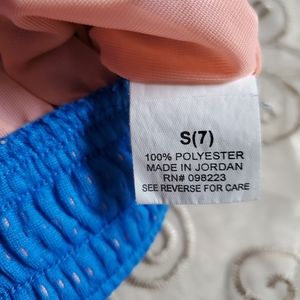 S(7)
100% POLYESTER
MADE IN JORDAN
RN# 098223
SEE REVERSE FOR CARE